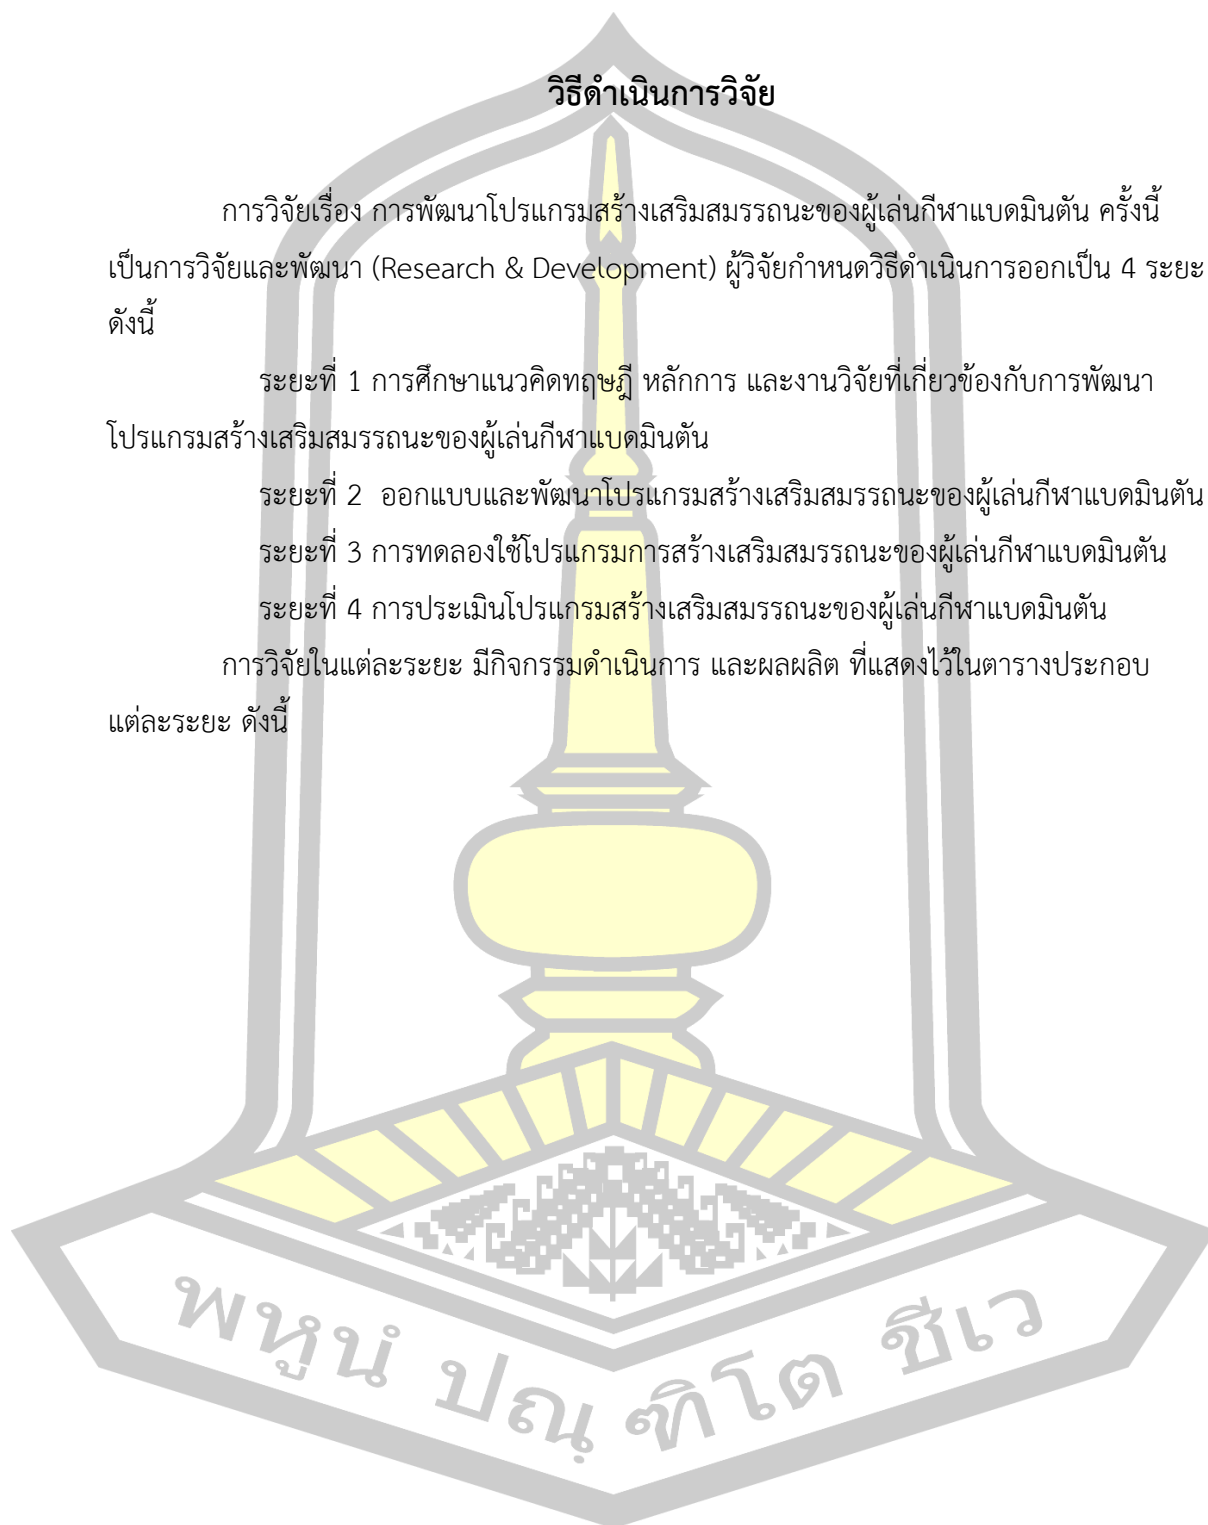 วิธีดำเนินการวิจัย
การวิจัยเรื่อง การพัฒนาโปรแกรมสร้างเสริมสมรรถนะของผู้เล่นกีฬาแบดมินตัน ครั้งนี้
เป็นการวิจัยและพัฒนา (Research & Development) ผู้วิจัยกำหนดวิธีดำเนินการออกเป็น 4 ระยะ
ดังนี้
ระยะที่ 1 การศึกษาแนวคิดทฤษฎี หลักการ และงานวิจัยที่เกี่ยวข้องกับการพัฒนา
โปรแกรมสร้างเสริมสมรรถนะของผู้เล่นกีฬาแบดมินตัน
ระยะที่ 2 ออกแบบและพัฒนาโปรแกรมสร้างเสริมสมรรถนะของผู้เล่นกีฬาแบดมินตัน
ระยะที่ 3 การทดลองใช้โปรแกรมการสร้างเสริมสมรรถนะของผู้เล่นกีฬาแบดมินตัน
ระยะที่ 4 การประเมินโปรแกรมสร้างเสริมสมรรถนะของผู้เล่นกีฬาแบดมินตัน
การวิจัยในแต่ละระยะ มีกิจกรรมดำเนินการ และผลผลิต ที่แสดงไว้ในตารางประกอบ
แต่ละระยะ ดังนี้
พหูนํ ปณฺ ฑิโต ชีเว